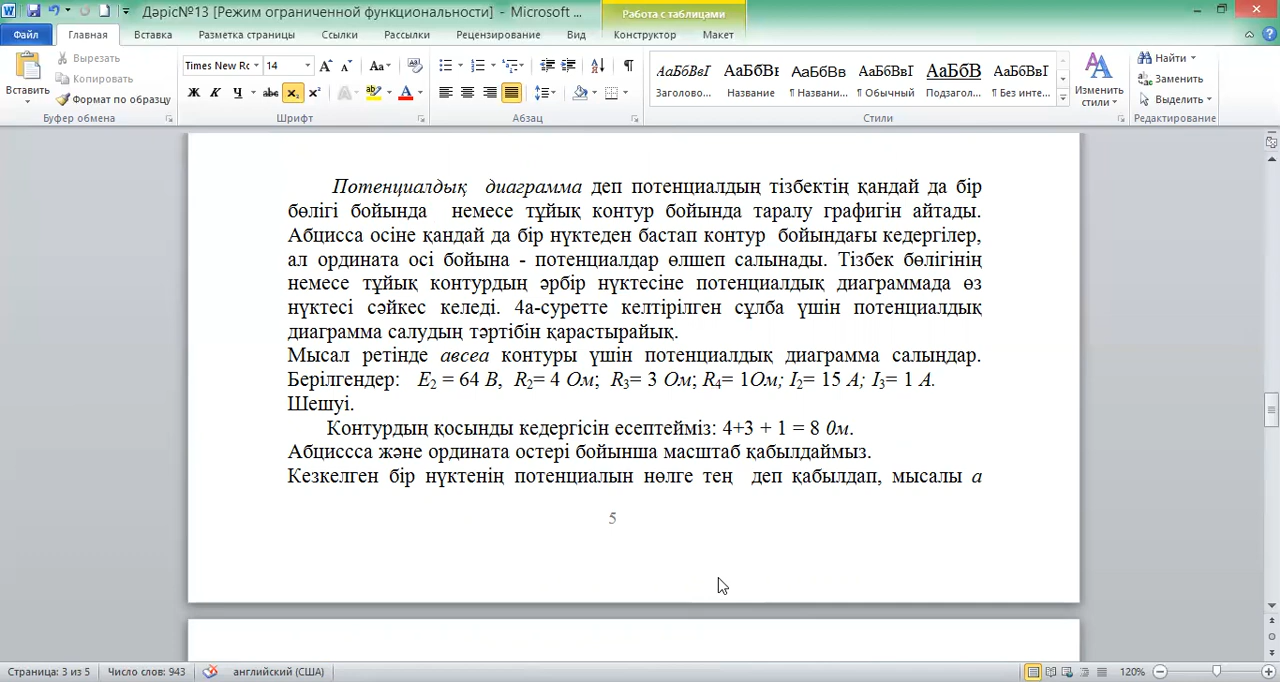 Дәріс№13 [Режим ограниченной функциональности] - Microsoft ...
Работа с таблицами
Файл Главная Вставка Разметка страницы Ссылки Рассылки Рецензирование Вид Конструктор Макет
Вставить
Вырезать
Копировать
Формат по образцу
Буфер обмена
Times New Rc 14
Ж К Ч abc x₂ x²
Шрифт
Абзац
АаБбВвІ АаБбВі АаБбВв АаБбВвІ АаБбВ АаБбВвІ
Заголово... Название ¶ Названи... ¶ Обычный Подзагол... ¶ Без инте...
Стили
Изменить стили
Найти
Заменить
Выделить
Редактирование
Потенциалдық диаграмма деп потенциалдың тізбектің қандай да бір
бөлігі бойында немесе тұйық контур бойында таралу графигін айтады.
Абцисса осіне қандай да бір нүктеден бастап контур бойындағы кедергілер,
ал ордината осі бойына - потенциалдар өлшеп салынады. Тізбек бөлігінің
немесе тұйық контурдың әрбір нүктесіне потенциалдық диаграммада өз
нүктесі сәйкес келеді. 4а-суретте келтірілген сұлба үшін потенциалдық
диаграмма салудың тәртібін қарастырайық.
Мысал ретінде авсеа контуры үшін потенциалдық диаграмма салыңдар.
Берілгендер: E₂ = 64 В, R₂= 4 Ом; R₃= 3 Ом; R₄= 1Ом; I₂= 15 А; I₃= 1 А.
Шешуі.
Контурдың қосынды кедергісін есептейміз: 4+3 + 1 = 8 0м.
Абциссса және ордината остері бойынша масштаб қабылдаймыз.
Кезкелген бір нүктенің потенциалын нөлге тең деп қабылдап, мысалы а
5
Страница: 3 из 5 Число слов: 943 английский (США) 120%